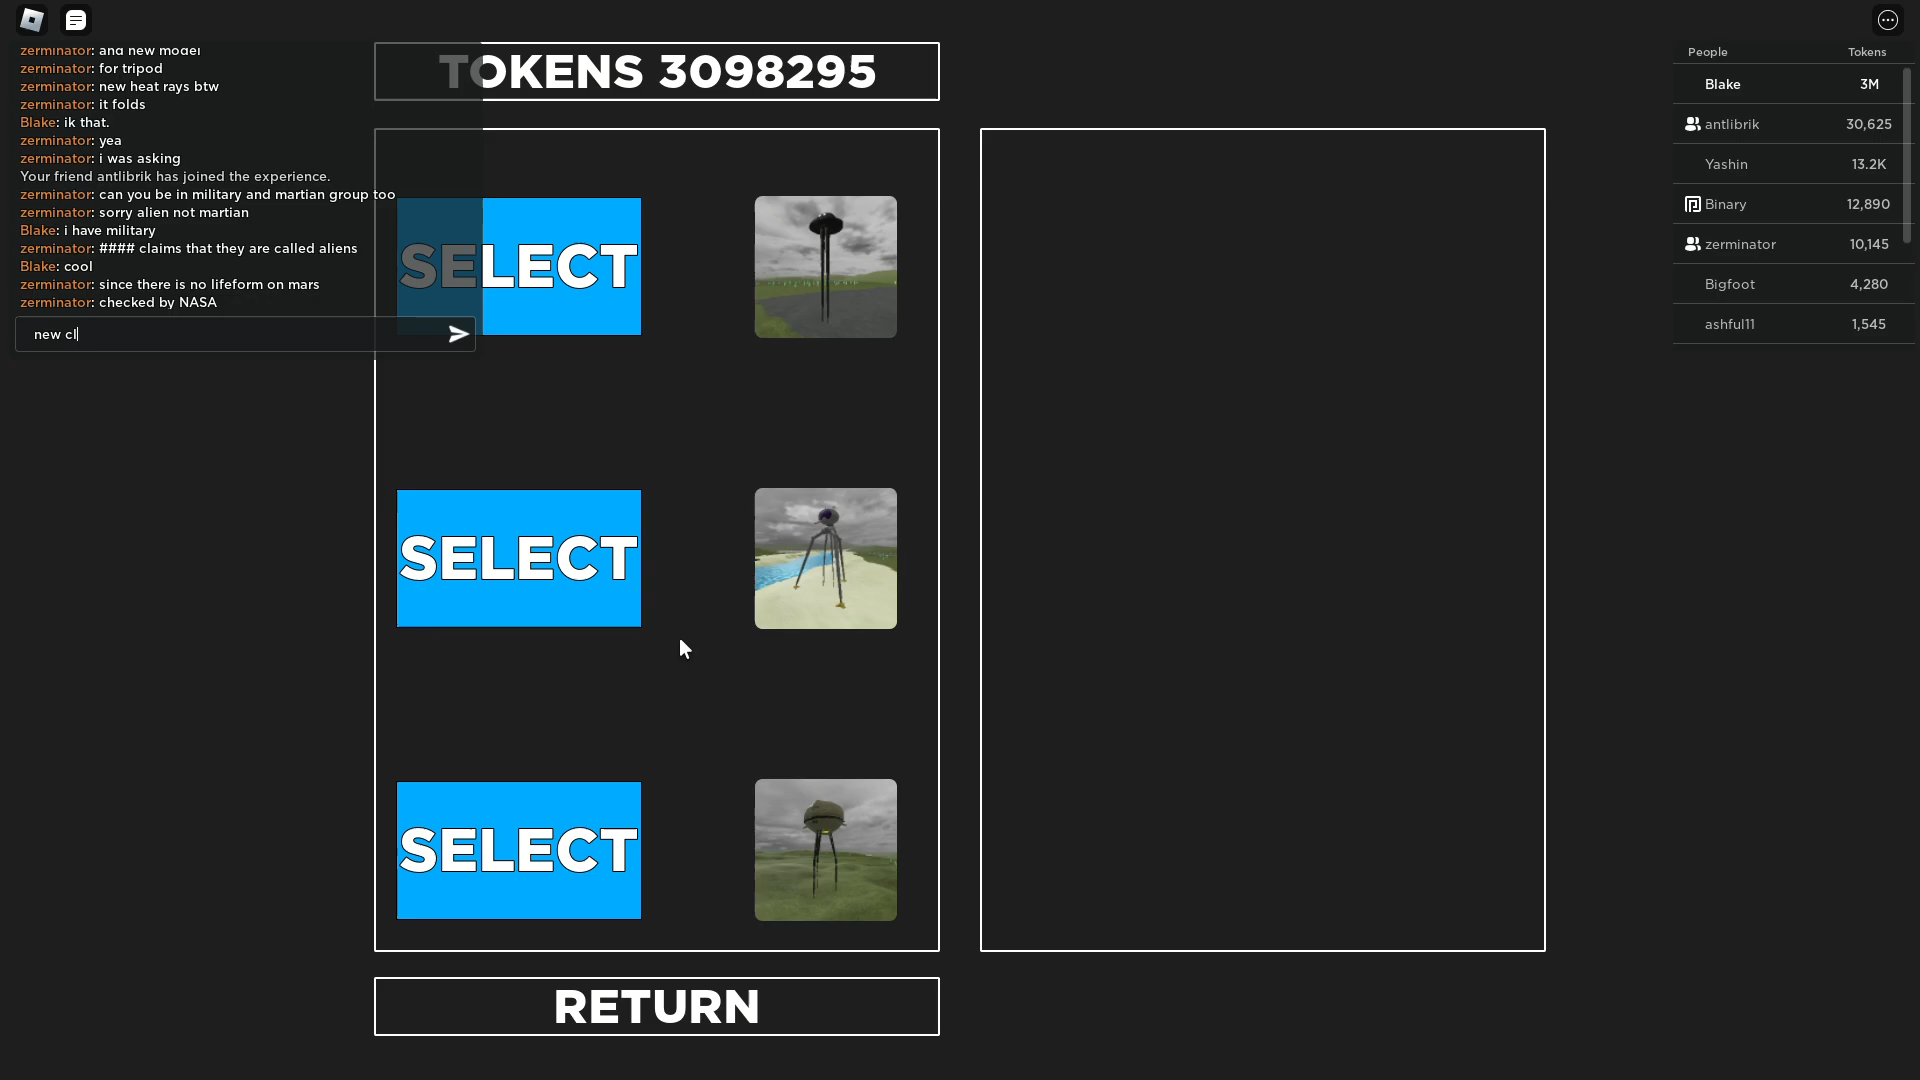 zerminator: and new model
zerminator: for tripod
zerminator: new heat rays btw
zerminator: it folds
Blake: ik that.
zerminator: yea
zerminator: i was asking
Your friend antlibrik has joined the experience.
zerminator: can you be in military and martian group too
zerminator: sorry alien not martian
Blake: i have military
zerminator: #### claims that they are called aliens
Blake: cool
zerminator: since there is no lifeform on mars
zerminator: checked by NASA
new cl
TOKENS 3098295
SELECT
SELECT
SELECT
RETURN
People Tokens
Blake 3M
antlibrik 30,625
Yashin 13.2K
Binary 12,890
zerminator 10,145
Bigfoot 4,280
ashful11 1,545